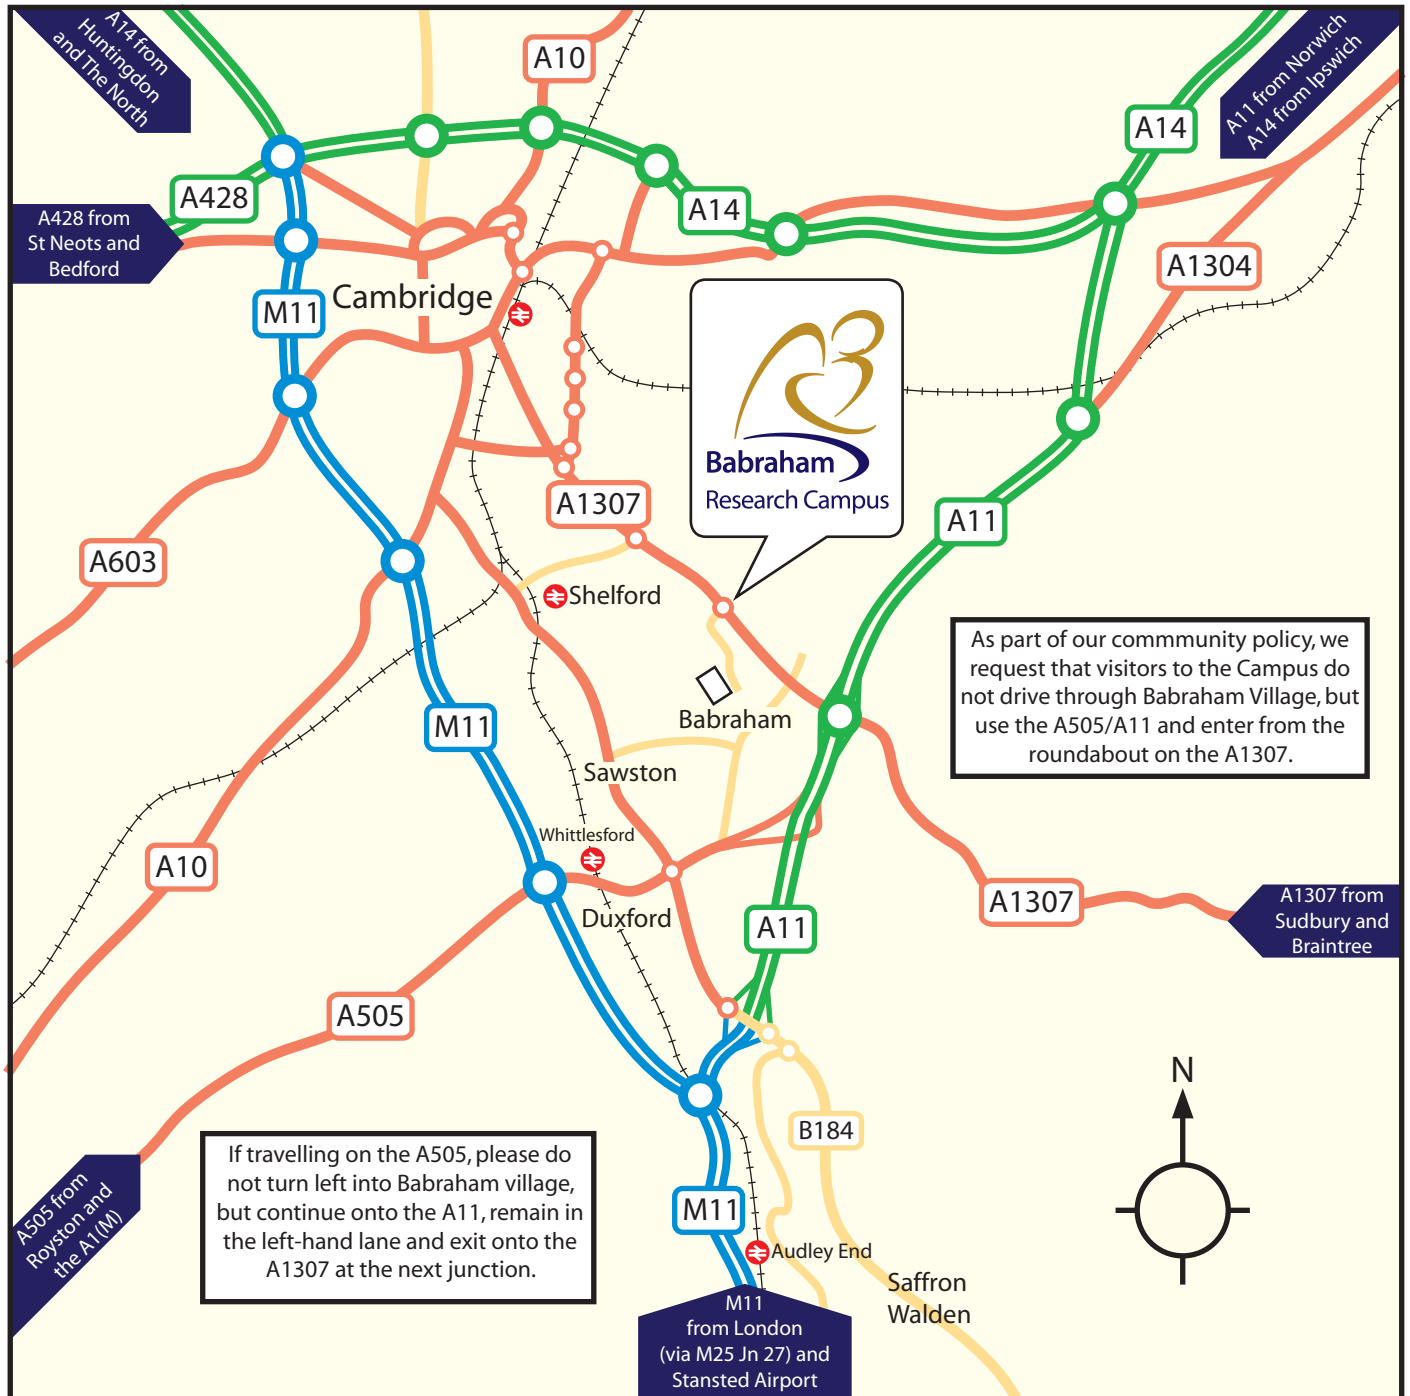 A14 from
Huntingdon
and The North
A10
A11 from Norwich
A14 from Ipswich
A14
A428
A14
A428 from
St Neots and
Bedford
A1304
M11
Cambridge
Babraham
Research Campus
A1307
A11
A603
Shelford
As part of our commmunity policy, we
request that visitors to the Campus do
not drive through Babraham Village, but
use the A505/A11 and enter from the
roundabout on the A1307.
M11
Babraham
Sawston
Whittlesford
A10
A1307
A1307 from
Sudbury and
Braintree
Duxford
A11
A505
N
B184
If travelling on the A505, please do
not turn left into Babraham village,
but continue onto the A11, remain in
the left-hand lane and exit onto the
A1307 at the next junction.
A505 from
Royston and
the A1(M)
M11
Audley End
Saffron
Walden
M11
from London
(via M25 Jn 27) and
Stansted Airport